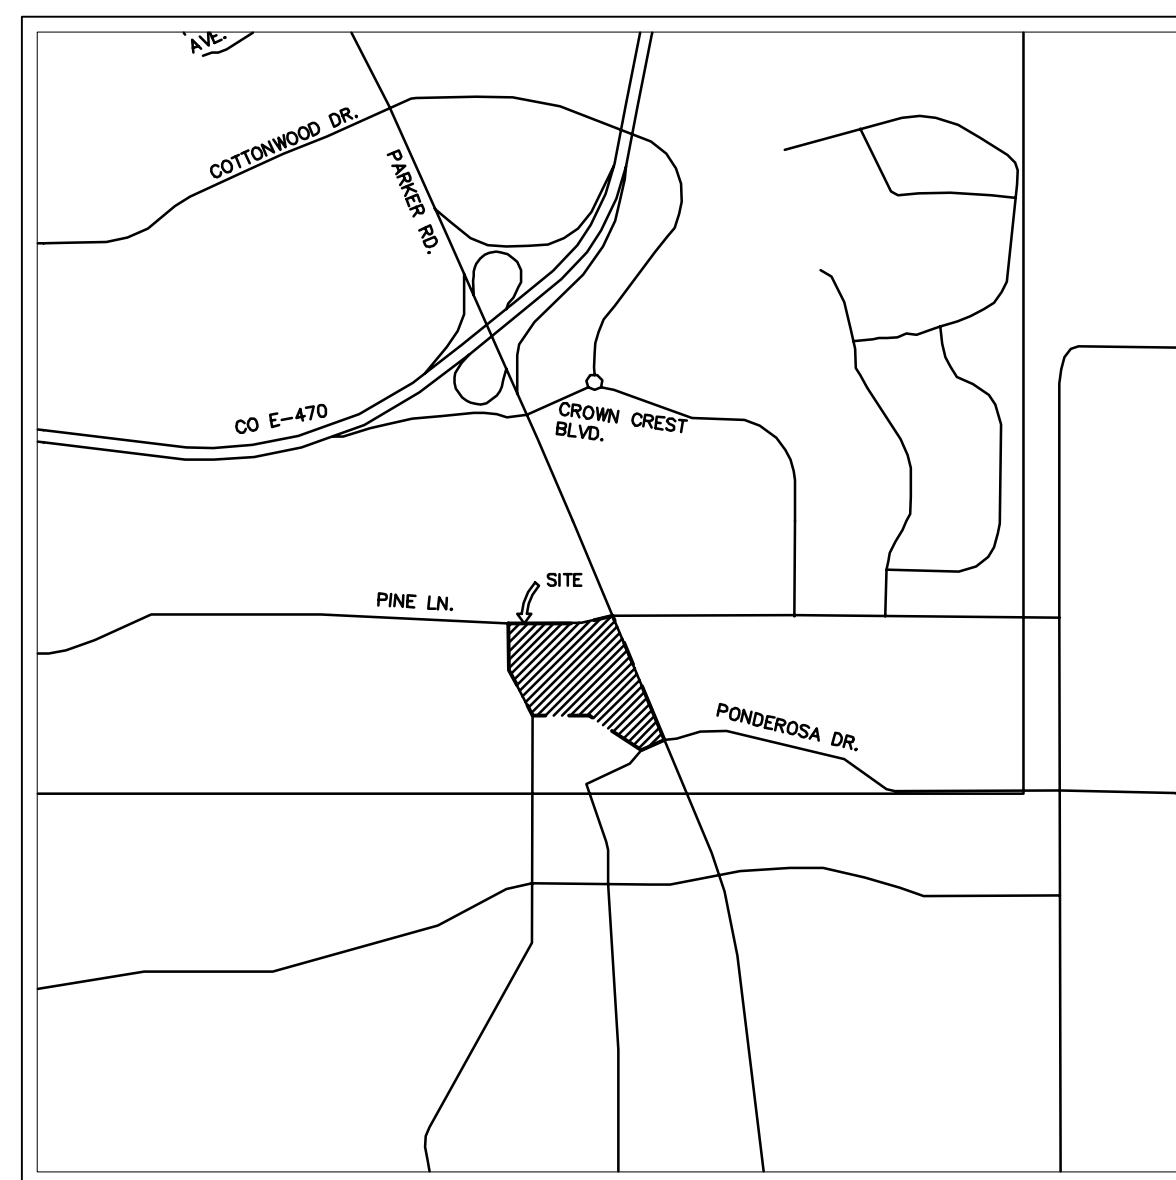 AVE.
COTTONWOOD DR.
PARKER RD.
CO E-470
CROWN CREST
BLVD.
SITE
PINE LN.
PONDEROSA DR.